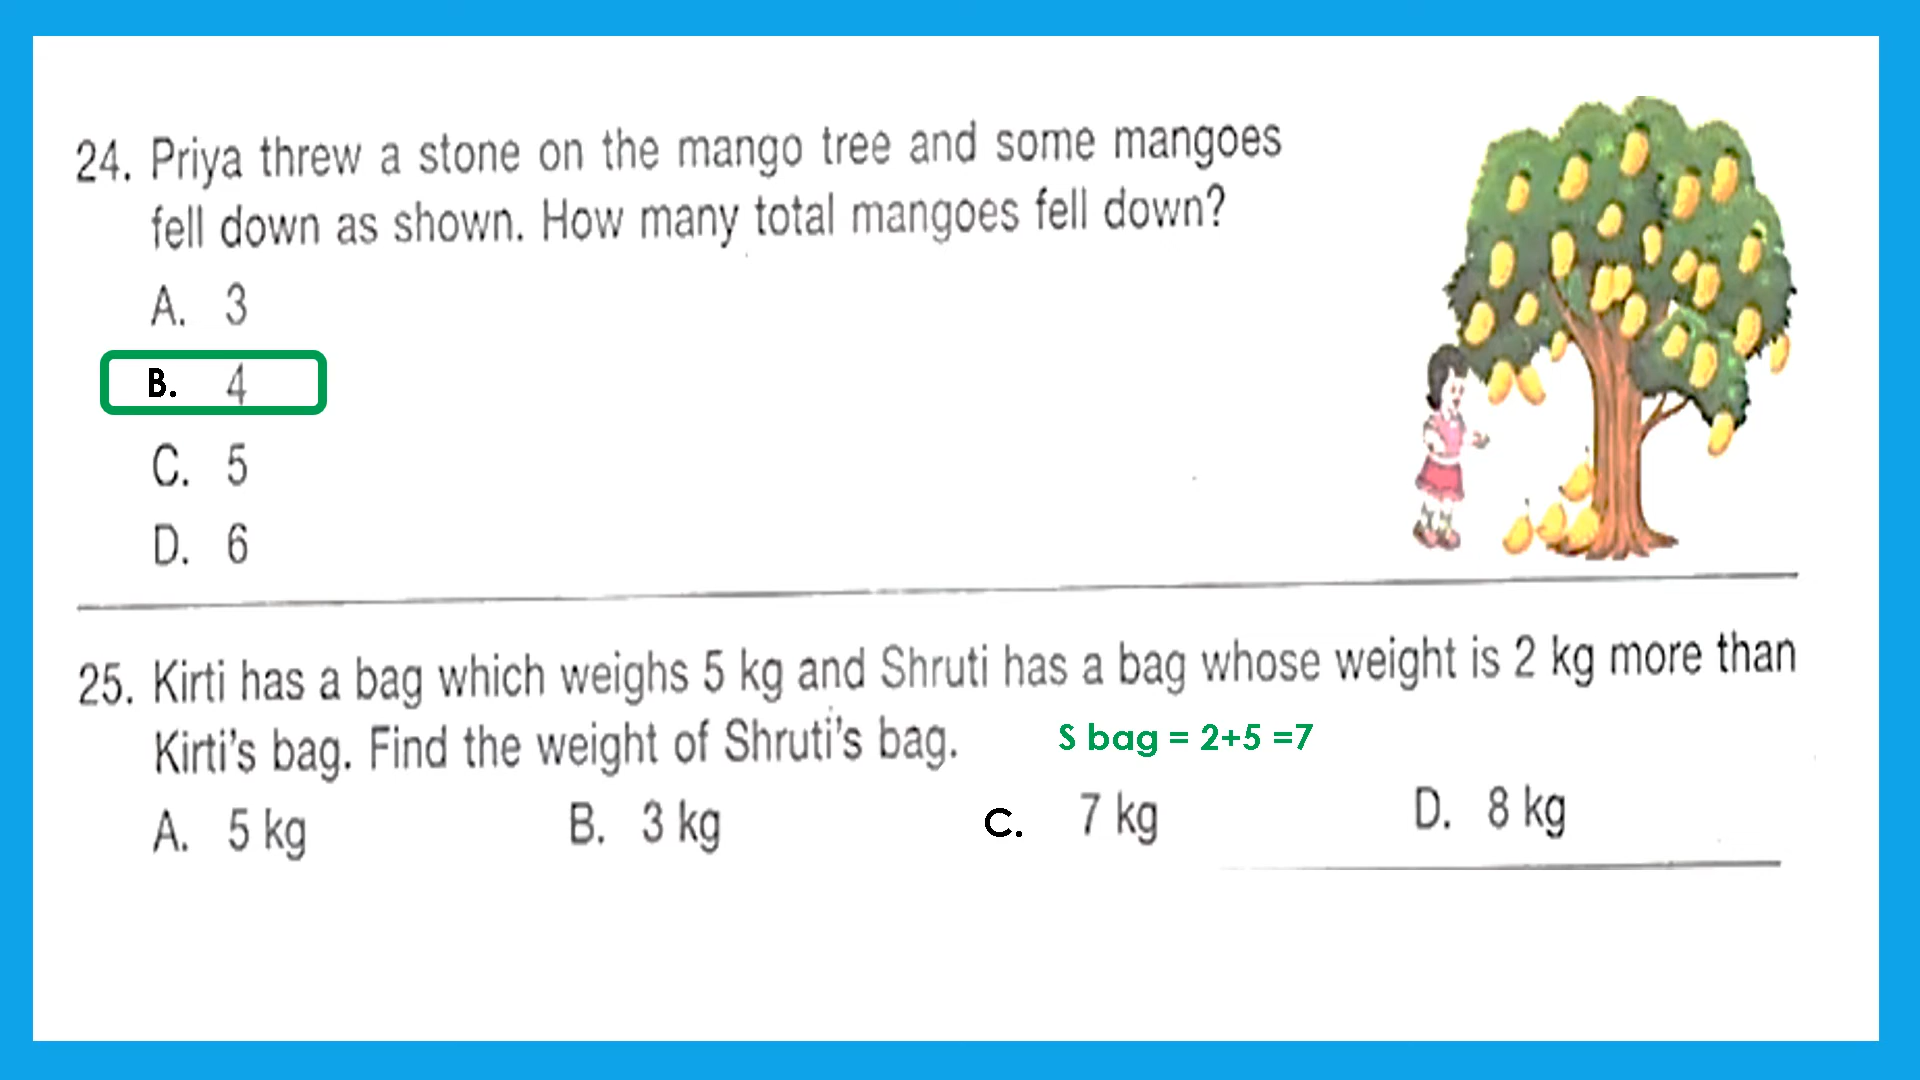 24. Priya threw a stone on the mango tree and some mangoes
fell down as shown. How many total mangoes fell down?
A. 3
B. 4
C. 5
D. 6
25. Kirti has a bag which weighs 5 kg and Shruti has a bag whose weight is 2 kg more than
Kirti's bag. Find the weight of Shruti's bag. S bag = 2+5 =7
A. 5 kg B. 3 kg C. 7 kg D. 8 kg